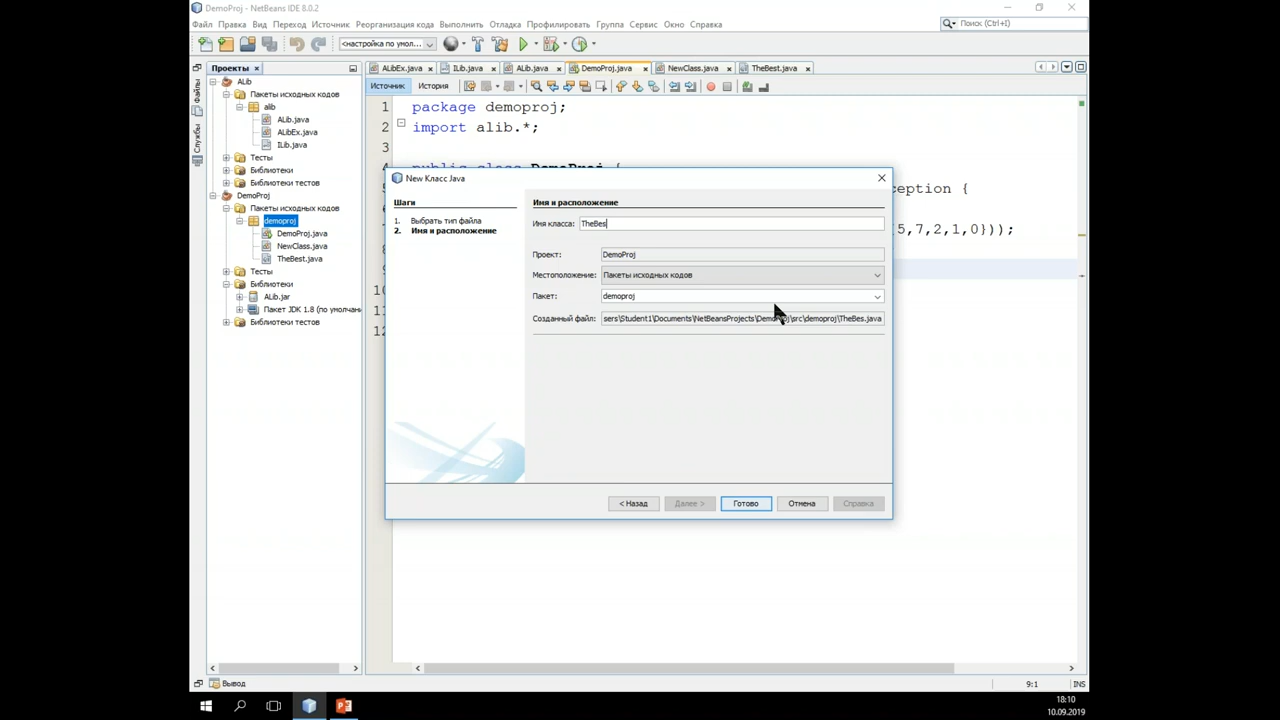 DemoProj - NetBeans IDE 8.0.2
Файл Правка Вид Переход Источник Реорганизация кода Выполнить Отладка Профилировать Группа Сервис Окно Справка
Поиск (Ctrl+I)
<настройка по умол...
Проекты
ALibEx.java
ILib.java
ALib.java
DemoProj.java
NewClass.java
TheBest.java
Файлы
Службы
Источник История
ALib
Пакеты исходных кодов
alib
ALib.java
ALibEx.java
ILib.java
Тесты
Библиотеки
Библиотеки тестов
DemoProj
Пакеты исходных кодов
demoproj
DemoProj.java
NewClass.java
TheBest.java
Тесты
Библиотеки
ALib.jar
Пакет JDK 1.8 (по умолчан
Библиотеки тестов
1 package demoproj;
2 import alib.*;
3
4
eption {
5,7,2,1,0}));
New Класс Java
Шаги
1. Выбрать тип файла
2. Имя и расположение
Имя и расположение
Имя класса: TheBes
Проект: DemoProj
Местоположение: Пакеты исходных кодов
Пакет: demoproj
Созданный файл:
< Назад
Далее >
Готово
Отмена
Справка
Вывод
9:1
INS
18:10
10.09.2019